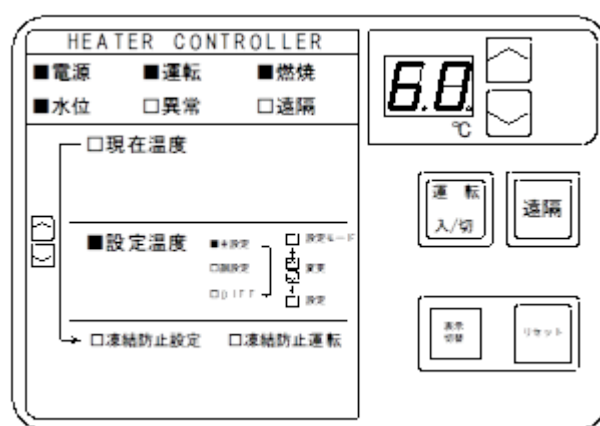 HEATER CONTROLLER
■電源 ■運転 ■燃焼
■水位 □異常 □遠隔
6.0.
℃
□現在温度
運 転
入/切
遠隔
■設定温度
■主設定
□副設定
□DIFF
設定モード
変更
設定
□凍結防止設定 □凍結防止運転
表示
切替
リセット